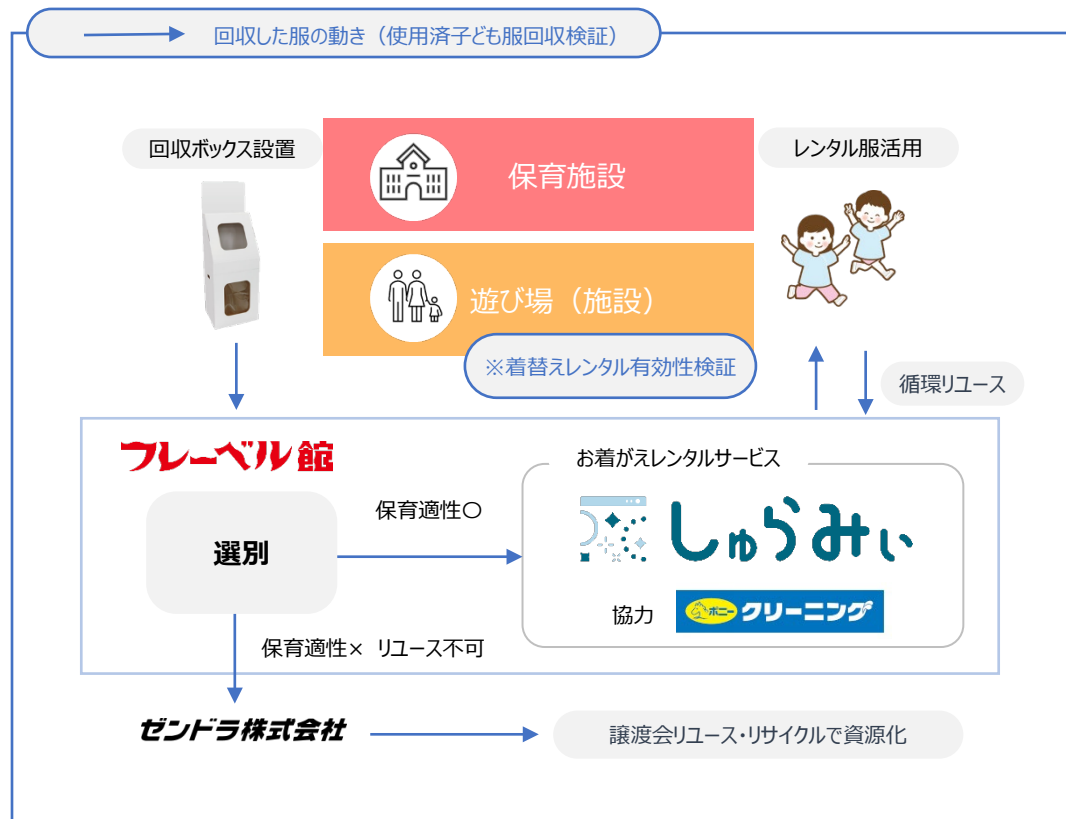 回収した服の動き（使用済子ども服回収検証）
回収ボックス設置
保育施設
レンタル服活用
遊び場（施設）
※着替えレンタル有効性検証
循環リユース
フレーベル館
お着がえレンタルサービス
保育適性〇
選別
しゅらみぃ
協力
ポニー クリーニング
保育適性× リユース不可
ゼンドラ株式会社
譲渡会リユース・リサイクルで資源化